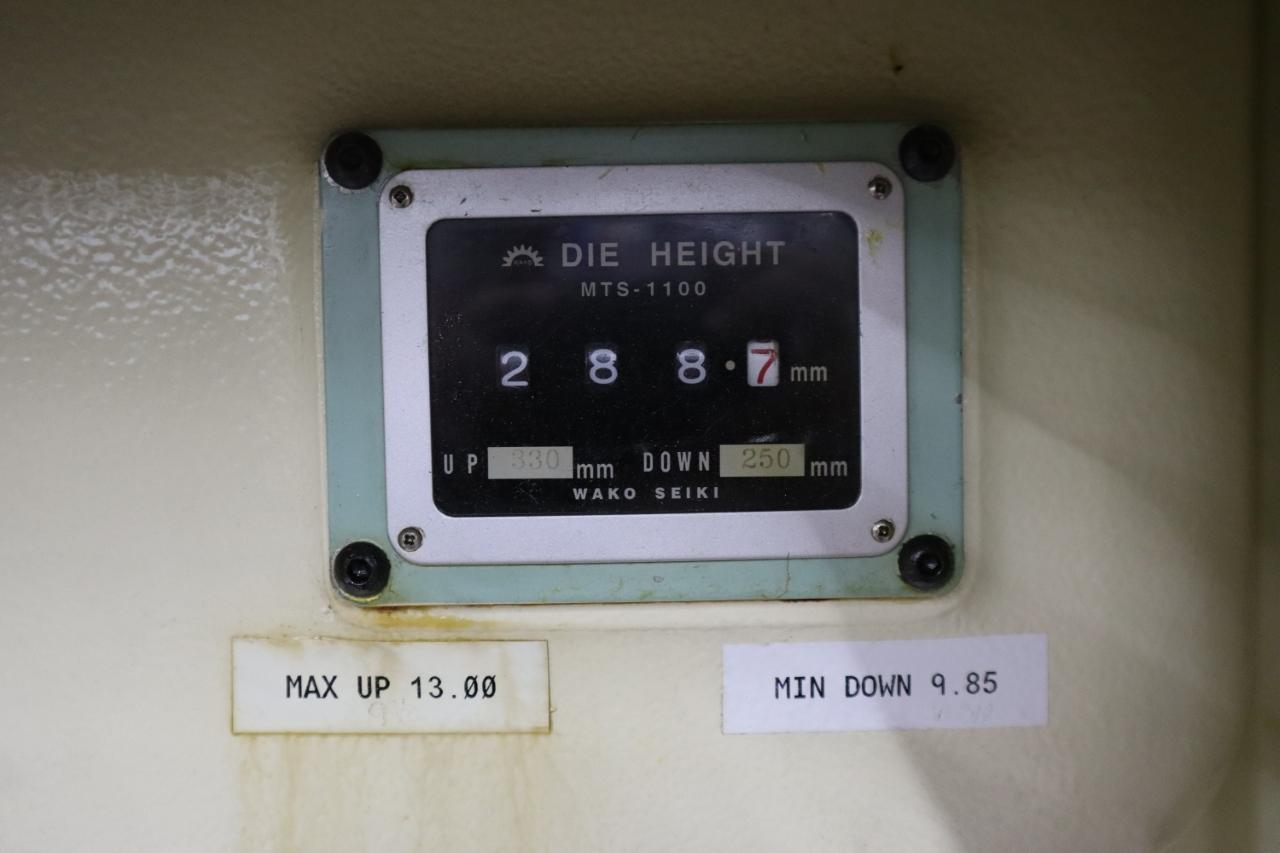 DIE HEIGHT
MTS-1100
2 8 8 . 7 mm
UP 330 mm DOWN 250 mm
WAKO SEIKI
MAX UP 13.00
MIN DOWN 9.85